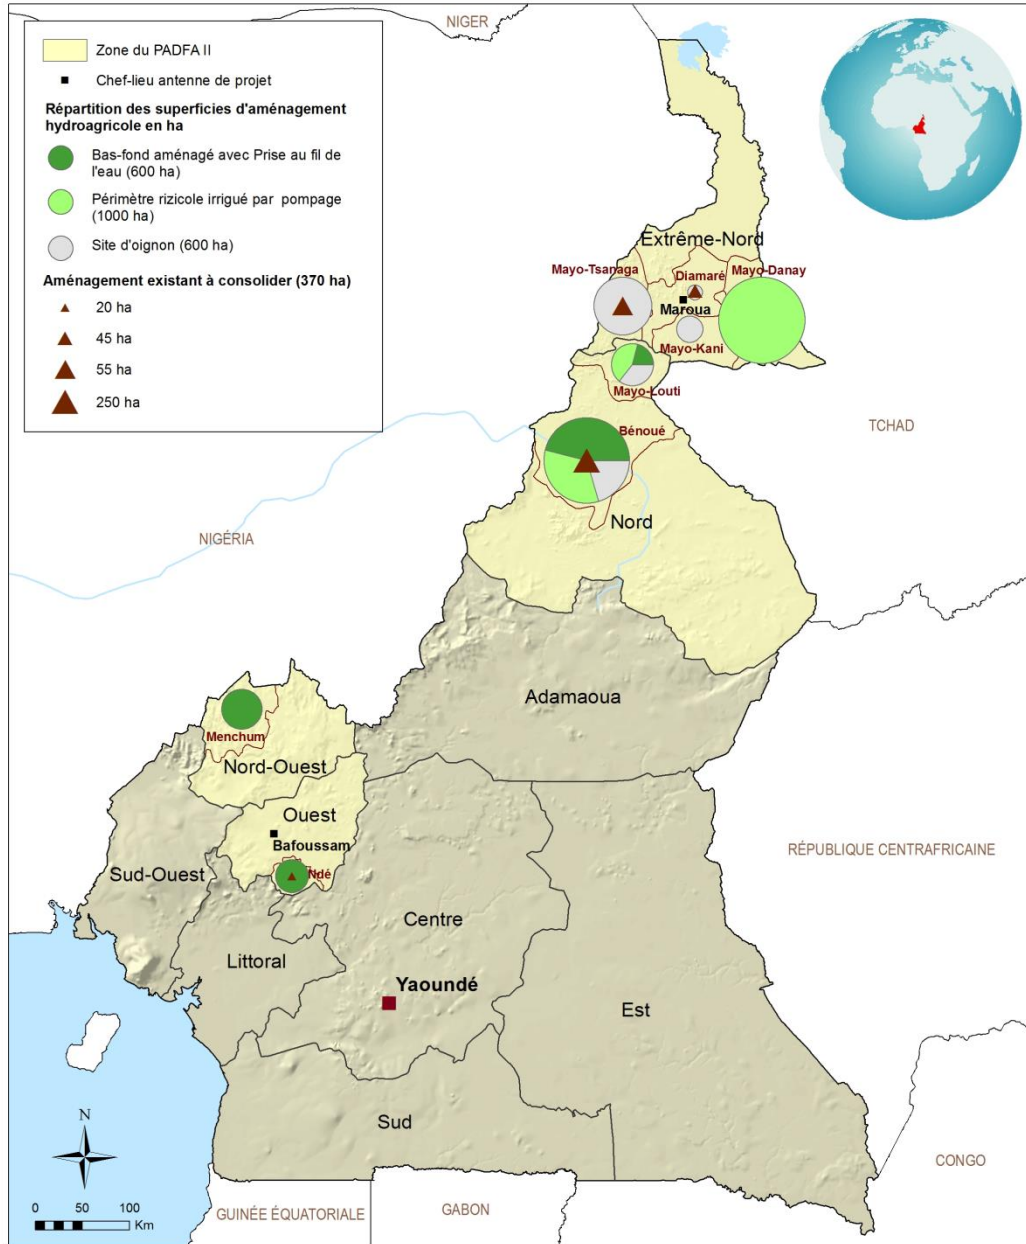 NIGER
Zone du PADFA II
Chef-lieu antenne de projet
Répartition des superficies d'aménagement
hydroagricole en ha
Bas-fond aménagé avec Prise au fil de
l'eau (600 ha)
Périmètre rizicole irrigué par pompage
(1000 ha)
Site d'oignon (600 ha)
Aménagement existant à consolider (370 ha)
20 ha
45 ha
55 ha
250 ha
Extrême-Nord
Mayo-Tsanaga
Diamaré
Mayo-Danay
Maroua
Mayo-Kani
Mayo-Louti
Bénoué
TCHAD
Nord
NIGÉRIA
Adamaoua
Menchum
Nord-Ouest
Ouest
Bafoussam
Ndé
Sud-Ouest
RÉPUBLIQUE CENTRAFRICAINE
Centre
Littoral
Yaoundé
Est
Sud
N
CONGO
0 50 100
Km
GUINÉE ÉQUATORIALE
GABON